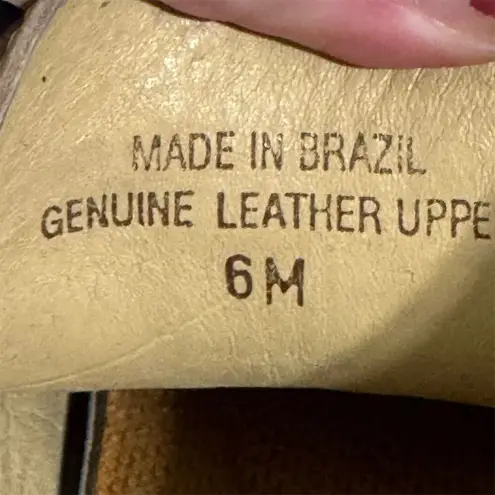 MADE IN BRAZIL
GENUINE LEATHER UPPE
6M